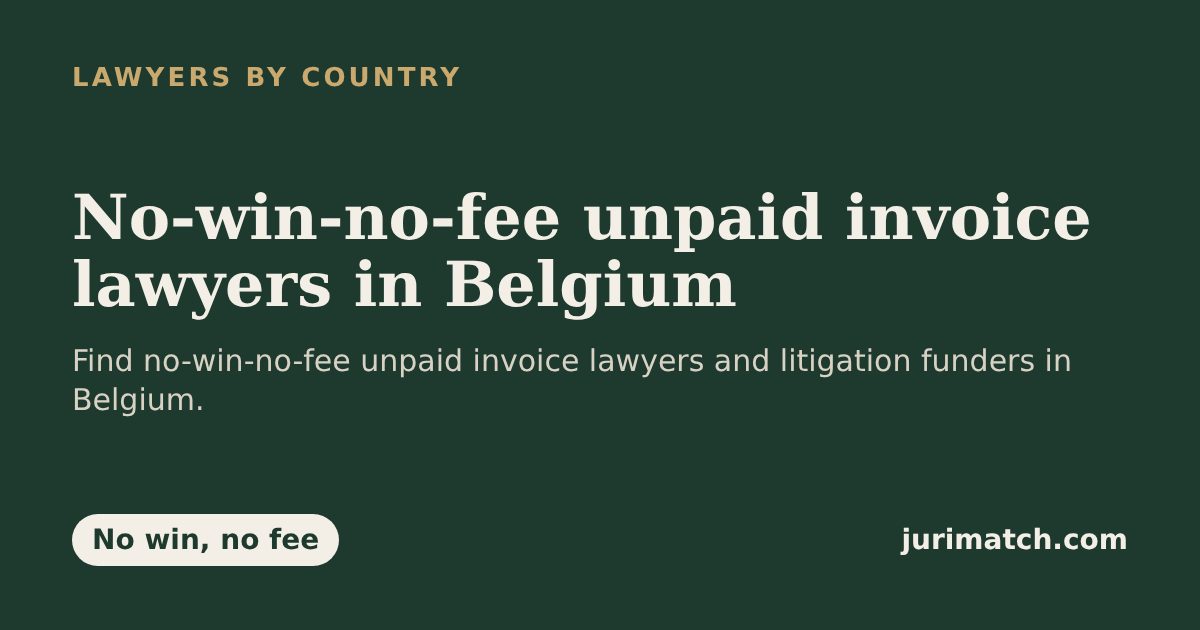 LAWYERS BY COUNTRY
No-win-no-fee unpaid invoice
lawyers in Belgium
Find no-win-no-fee unpaid invoice lawyers and litigation funders in
Belgium.
No win, no fee
jurimatch.com